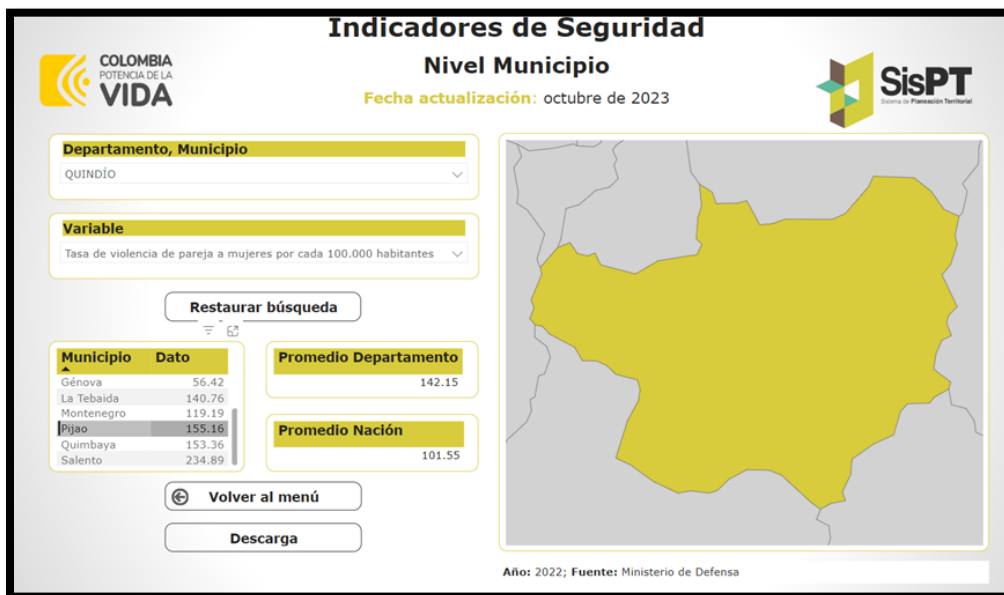 Indicadores de Seguridad
Nivel Municipio
Fecha actualización: octubre de 2023
COLOMBIA
POTENCIA DE LA
VIDA
SisPT
Sistema de Planeación Territorial
Departamento, Municipio
QUINDÍO
Variable
Tasa de violencia de pareja a mujeres por cada 100.000 habitantes
Restaurar búsqueda
Municipio Dato
Génova 56.42
La Tebaida 140.76
Montenegro 119.19
Pijao 155.16
Quimbaya 153.36
Salento 234.89
Promedio Departamento
142.15
Promedio Nación
101.55
Volver al menú
Descarga
Año: 2022; Fuente: Ministerio de Defensa